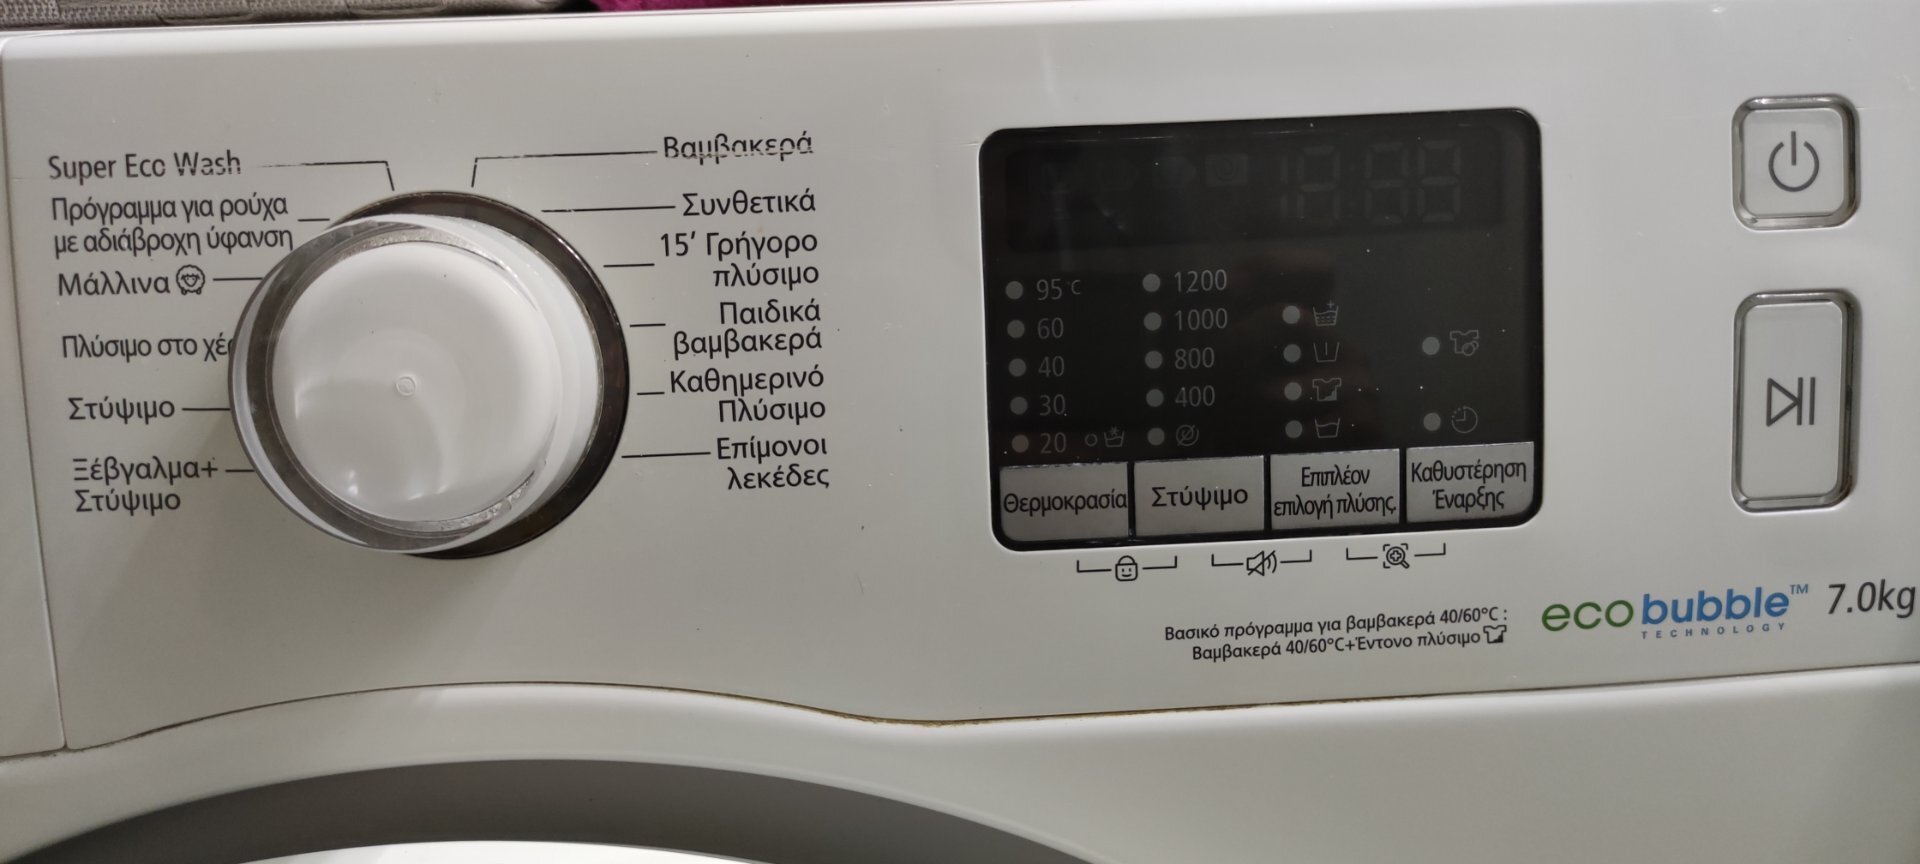 Super Eco Wash
Πρόγραμμα για ρούχα
με αδιάβροχη ύφανση
Μάλλινα
Πλύσιμο στο
Στύψιμο
Ξέβγαλμα+
Στύψιμο
Βαμβακερά
Συνθετικά
15’ Γρήγορο
πλύσιμο
Παιδικά
βαμβακερά
Καθημερινό
Πλύσιμο
Επίμονοι
λεκέδες
95°C
60
40
30
20
1200
1000
800
400
Θερμοκρασία
Στύψιμο
Επιπλέον
επιλογή πλύσης
Καθυστέρηση
Έναρξης
Βασικό πρόγραμμα για βαμβακερά 40/60°C :
Βαμβακερά 40/60°C+Έντονο πλύσιμο
eco bubble™ 7.0kg
TECHNOLOGY